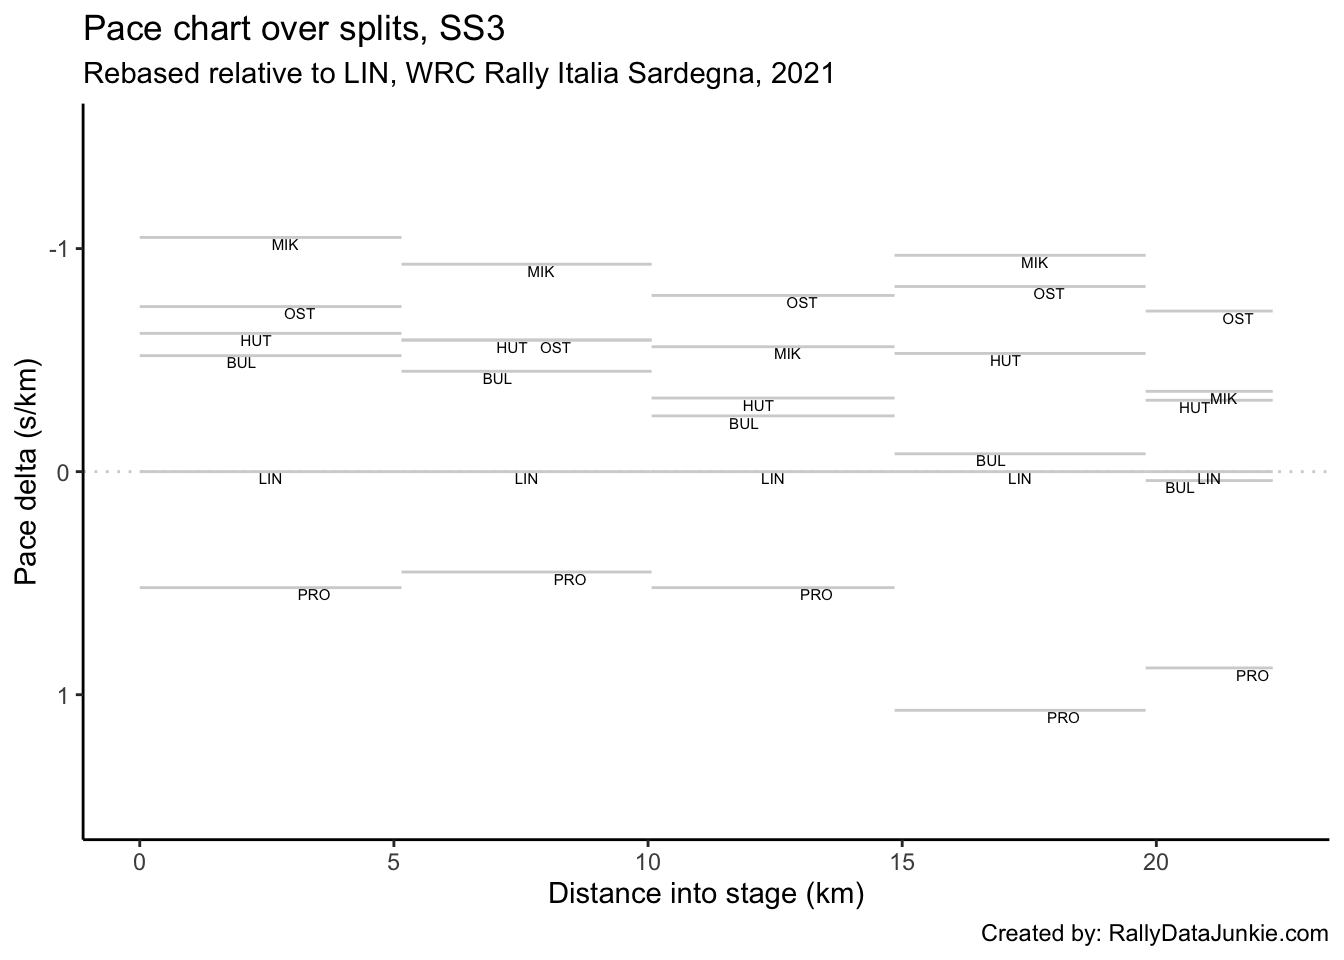 Pace chart over splits, SS3
Rebased relative to LIN, WRC Rally Italia Sardegna, 2021
Pace delta (s/km)
-1
0
1
MIK
OST
HUT
BUL
LIN
PRO
MIK
HUT OST
BUL
LIN
PRO
OST
MIK
HUT
BUL
LIN
PRO
MIK
OST
HUT
BUL
LIN
PRO
OST
MIK
HUT
LIN
BUL
PRO
0 5 10 15 20
Distance into stage (km)
Created by: RallyDataJunkie.com